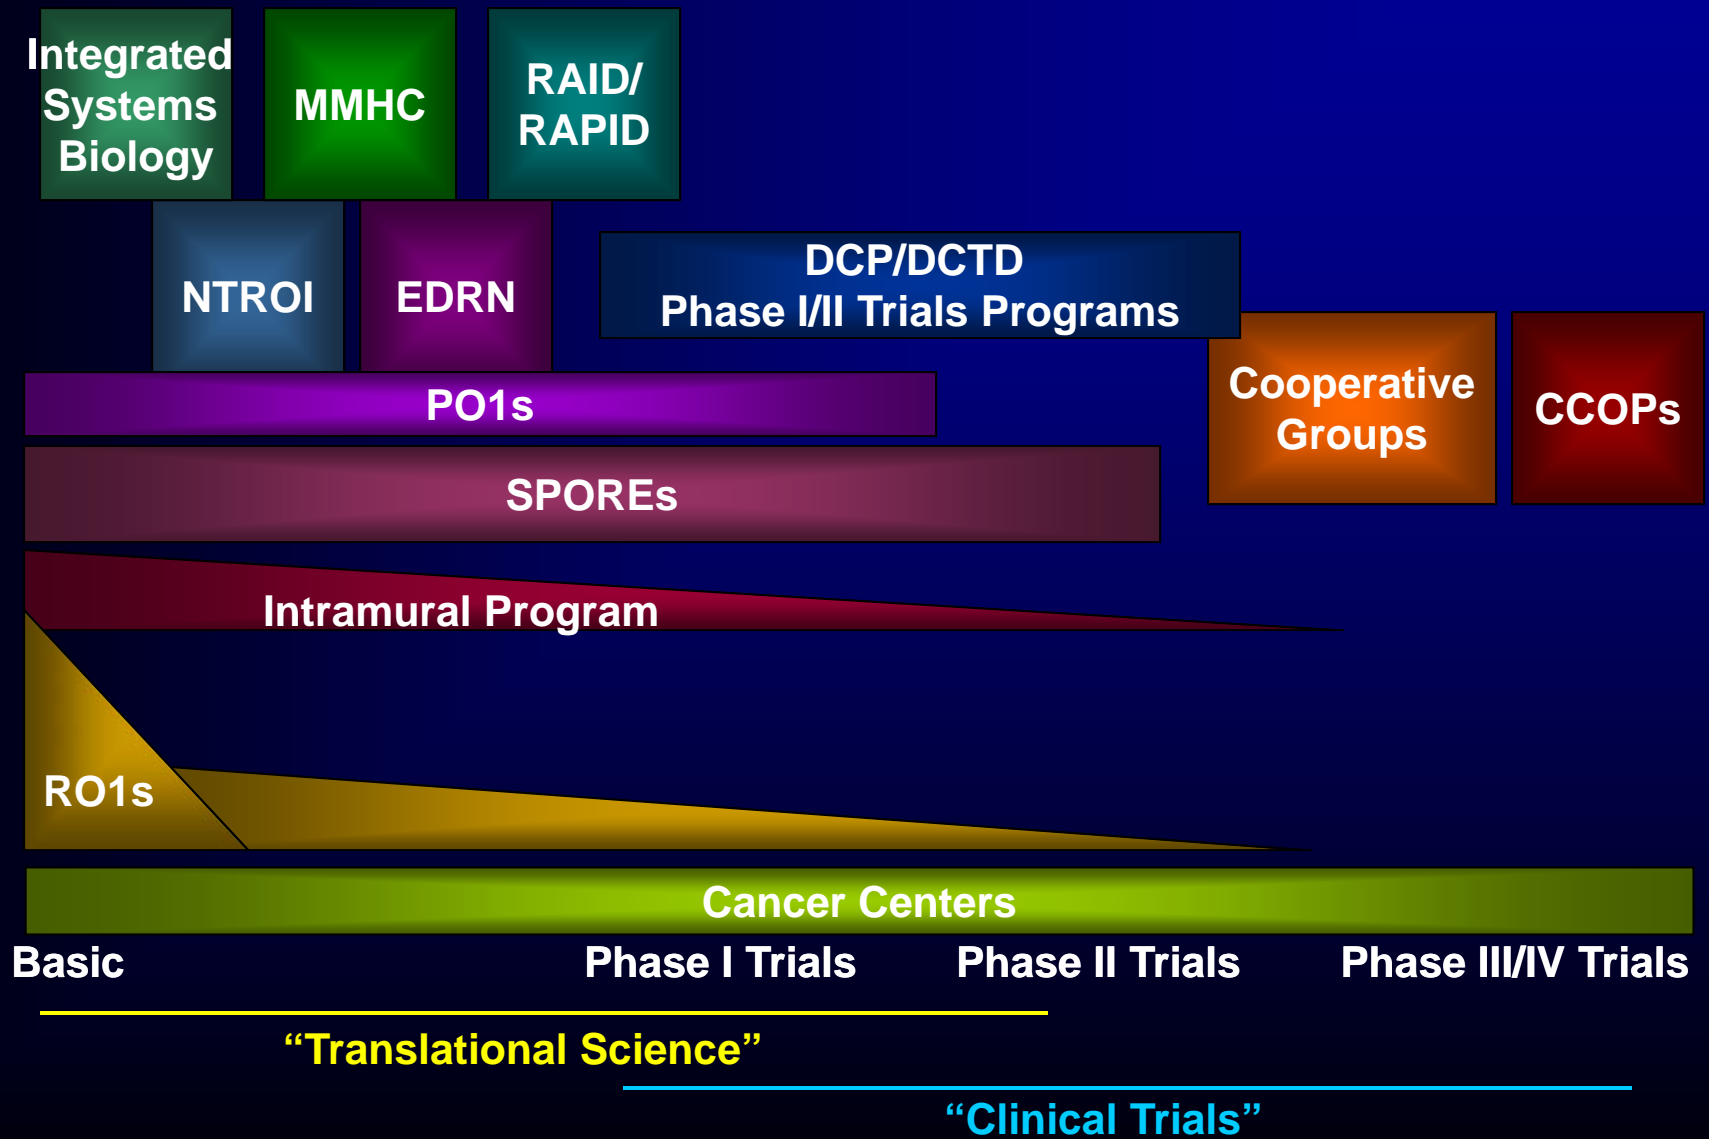 Integrated
Systems
Biology
MMHC
RAID/
RAPID
NTROI
EDRN
DCP/DCTD
Phase I/II Trials Programs
Cooperative
Groups
CCOPs
PO1s
SPOREs
Intramural Program
RO1s
Cancer Centers
Basic
Phase I Trials
Phase II Trials
Phase III/IV Trials
“Translational Science”
“Clinical Trials”